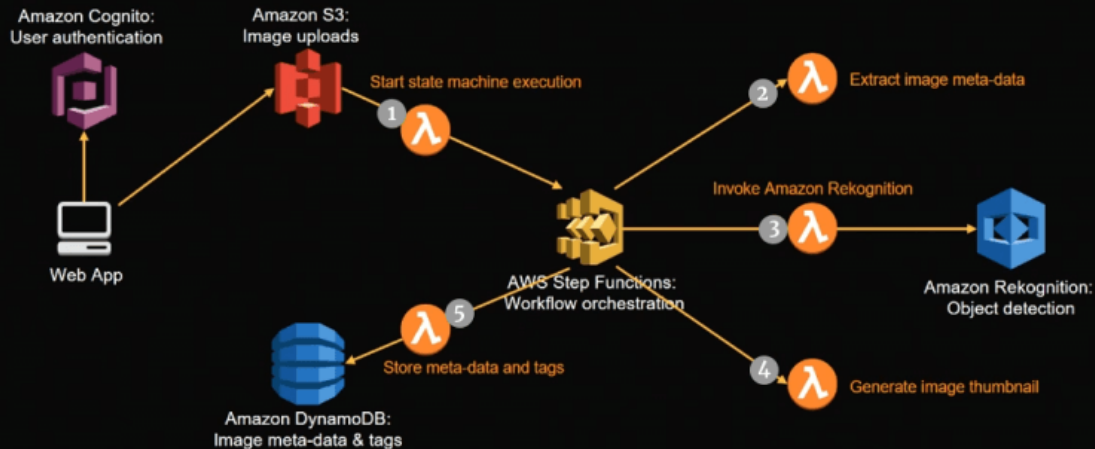 Amazon Cognito:
User authentication
Amazon S3:
Image uploads
Start state machine execution
1
λ
2
λ
Extract image meta-data
Invoke Amazon Rekognition
3
λ
Web App
AWS Step Functions:
Workflow orchestration
Amazon Rekognition:
Object detection
5
λ
Store meta-data and tags
4
λ
Generate image thumbnail
Amazon DynamoDB:
Image meta-data & tags